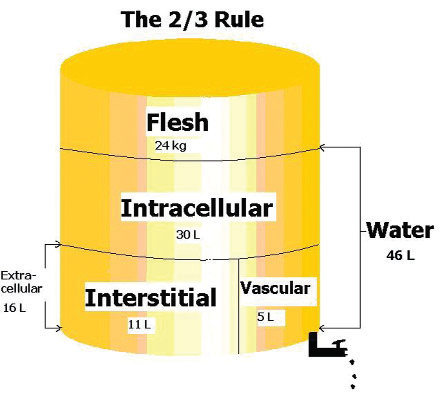 The 2/3 Rule
Flesh
24 kg
Intracellular
30 L
Water
46 L
Extra-
cellular
16 L
Interstitial
11 L
Vascular
5 L